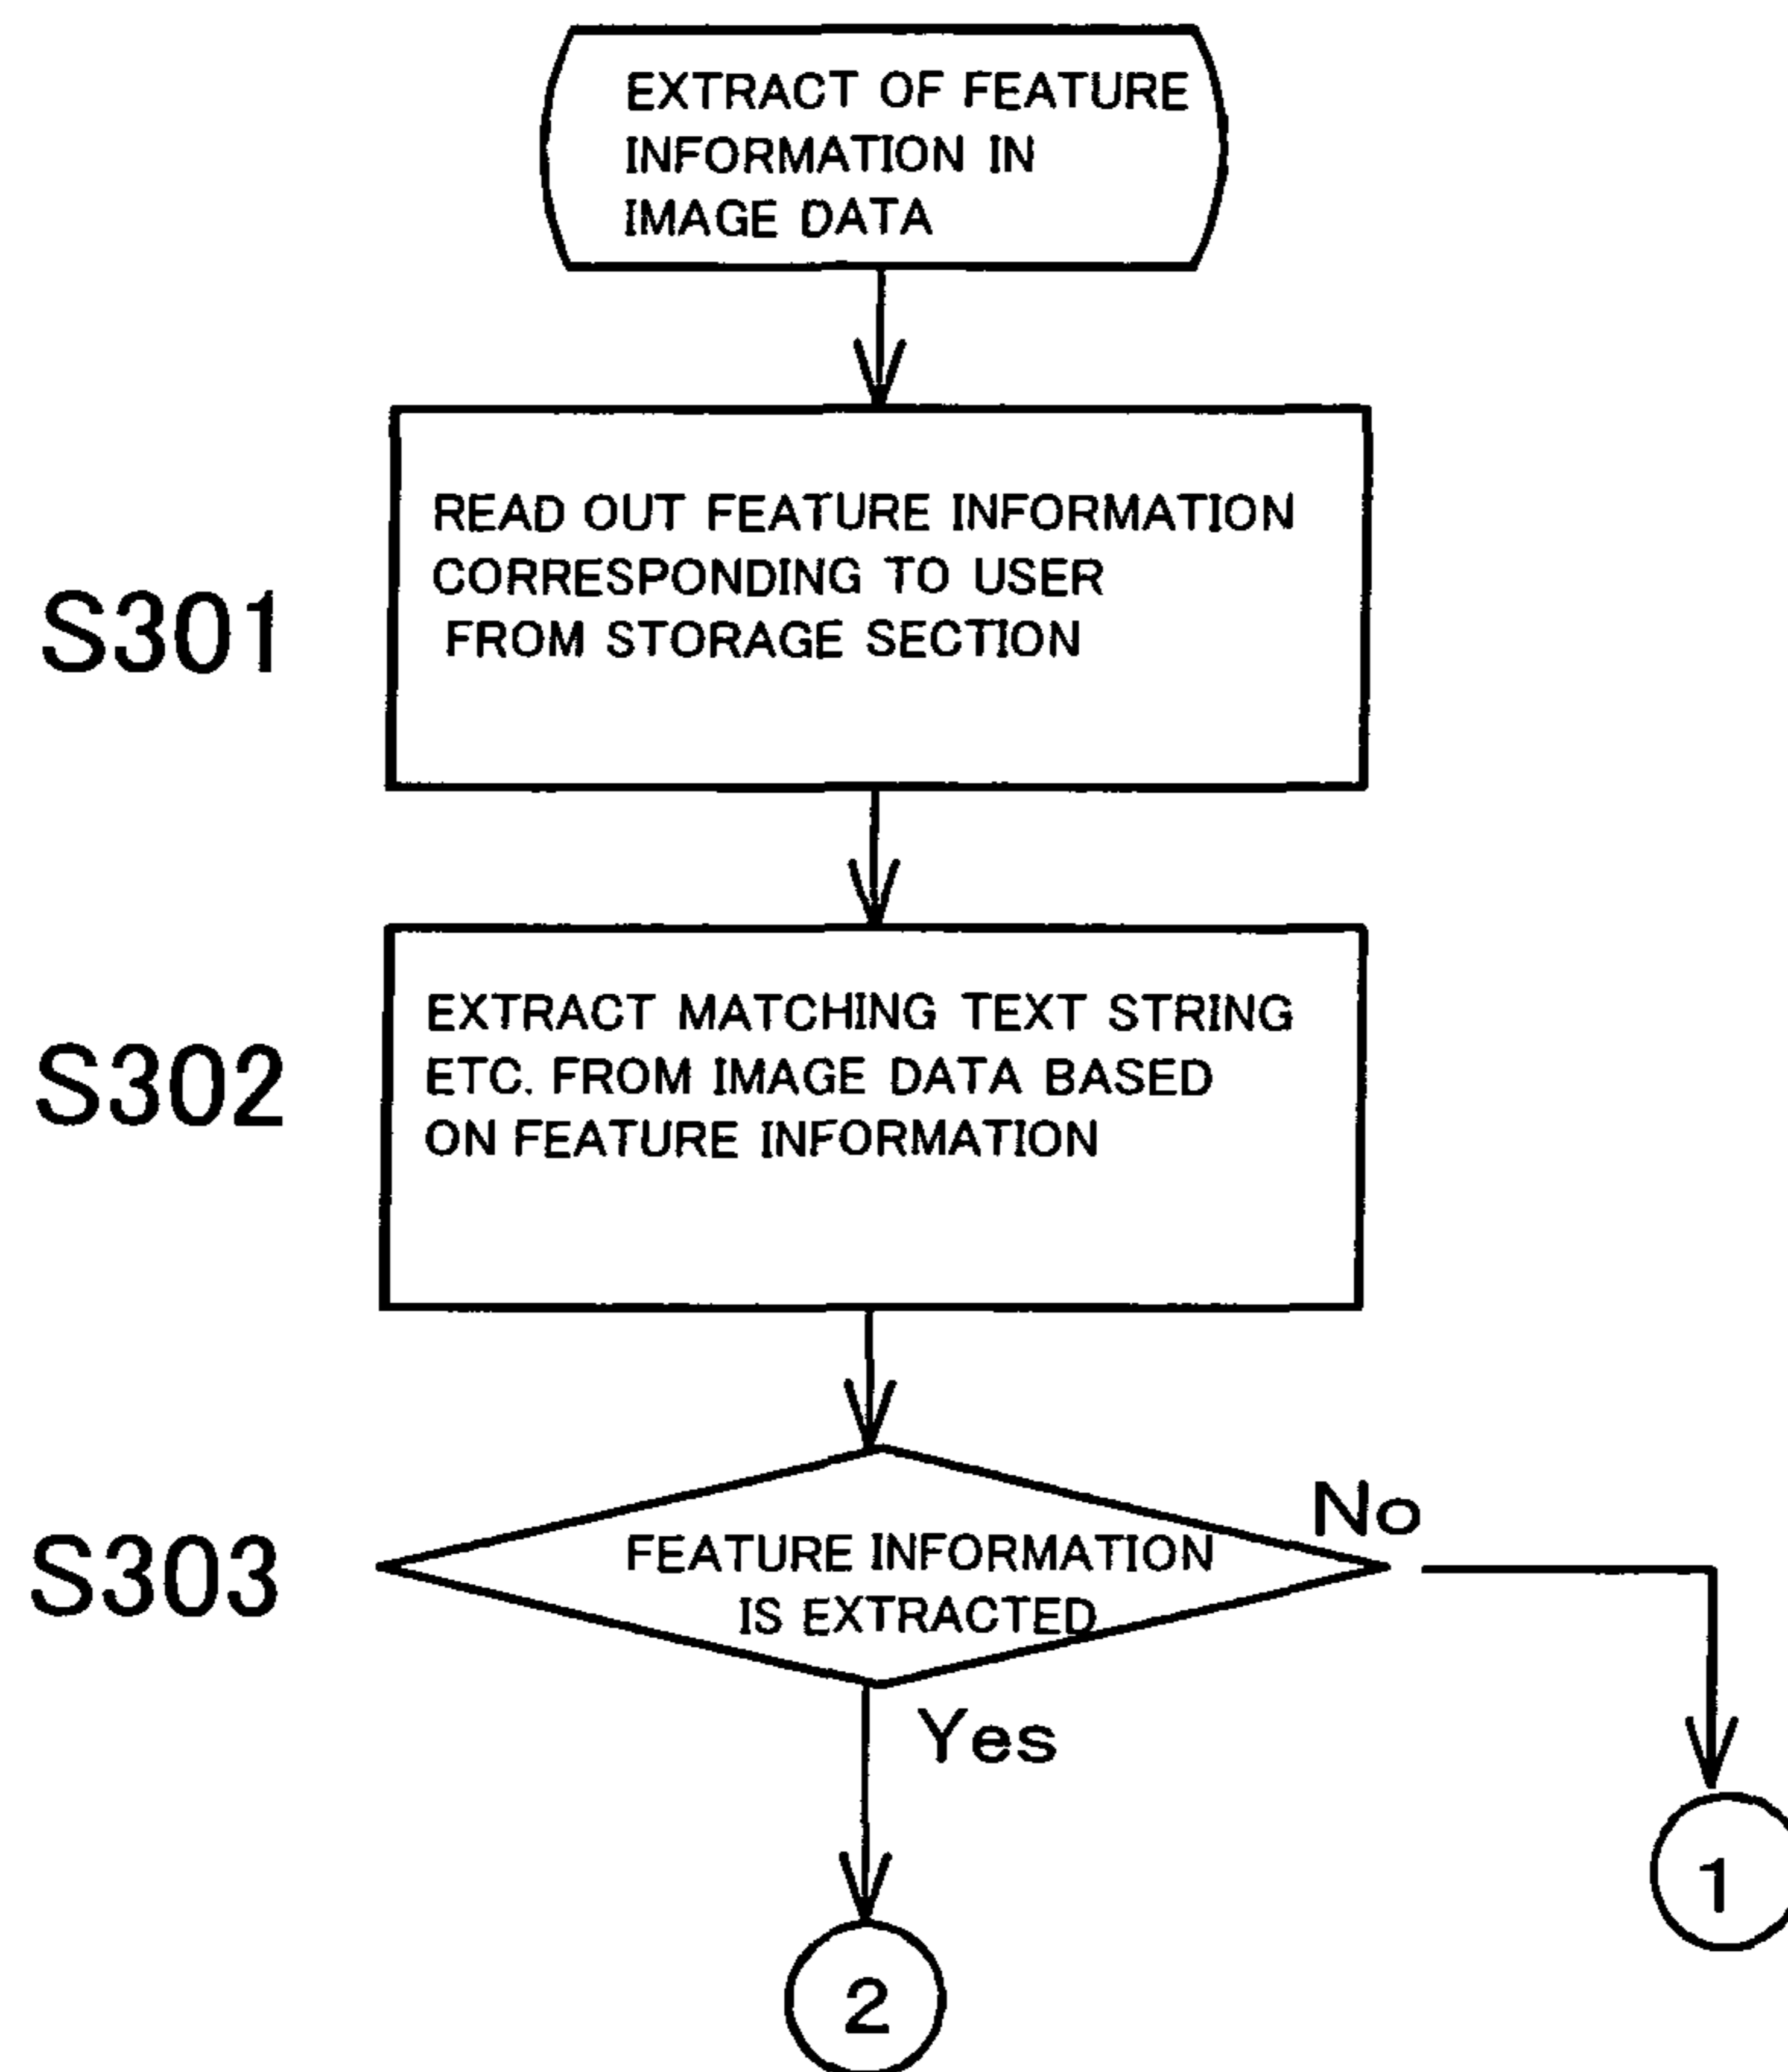 EXTRACT OF FEATURE
INFORMATION IN
IMAGE DATA
S301
READ OUT FEATURE INFORMATION
CORRESPONDING TO USER
FROM STORAGE SECTION
S302
EXTRACT MATCHING TEXT STRING
ETC. FROM IMAGE DATA BASED
ON FEATURE INFORMATION
S303
FEATURE INFORMATION
IS EXTRACTED
No
Yes
1
2